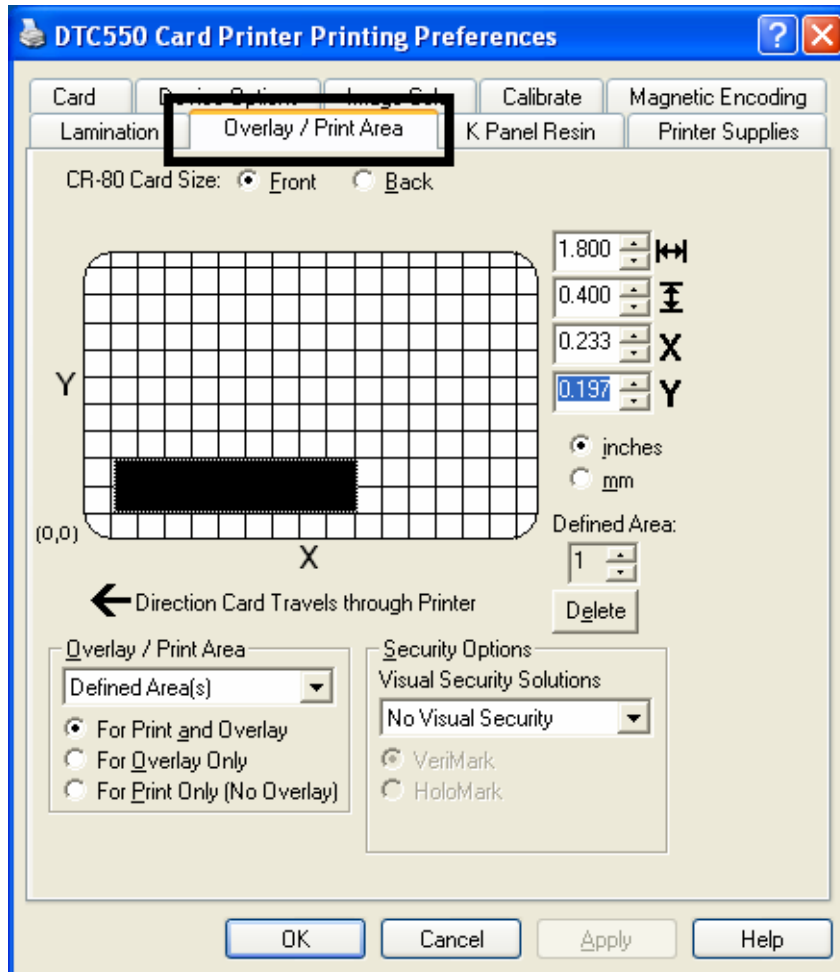 DTC550 Card Printer Printing Preferences
Card Calibrate Magnetic Encoding
Lamination Overlay / Print Area K Panel Resin Printer Supplies
CR-80 Card Size: Front Back
1.800
0.400
0.233 X
0.197 Y
Y
inches
mm
(0,0)
X
Defined Area:
1
Direction Card Travels through Printer
Delete
Overlay / Print Area
Defined Area(s)
For Print and Overlay
For Overlay Only
For Print Only (No Overlay)
Security Options
Visual Security Solutions
No Visual Security
VeriMark
HoloMark
OK Cancel Apply Help